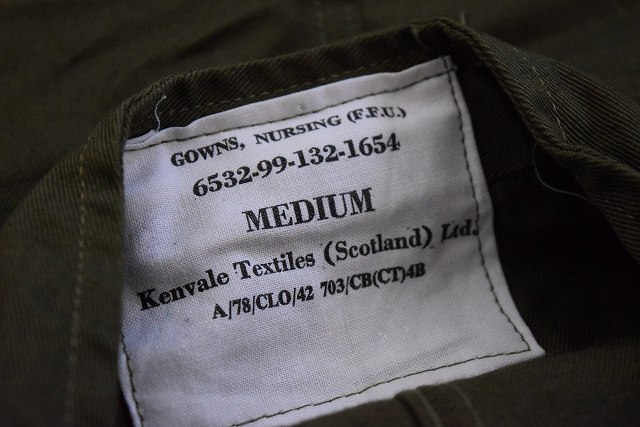 GOWNS, NURSING (F.F.U.)
6532-99-132-1654
MEDIUM
Kenvale Textiles (Scotland) Ltd.
A/78/CLO/42 703/CB(CT)4B